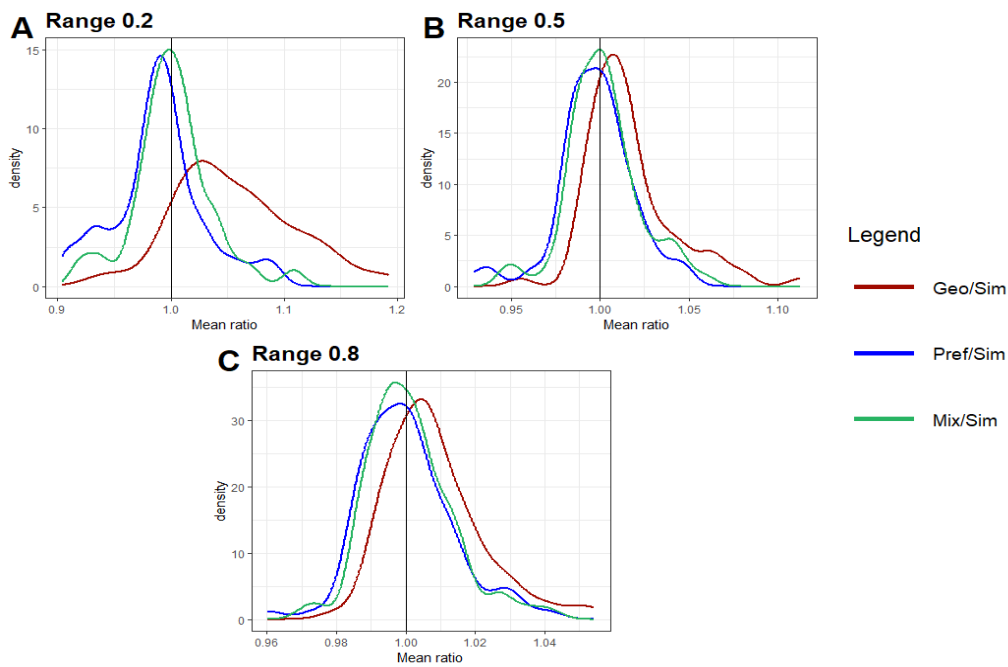 A Range 0.2
density
15
10
5
0
0.9 1.0 1.1 1.2
Mean ratio
B Range 0.5
density
20
15
10
5
0
0.95 1.00 1.05 1.10
Mean ratio
C Range 0.8
density
30
20
10
0
0.96 0.98 1.00 1.02 1.04
Mean ratio
Legend
Geo/Sim
Pref/Sim
Mix/Sim